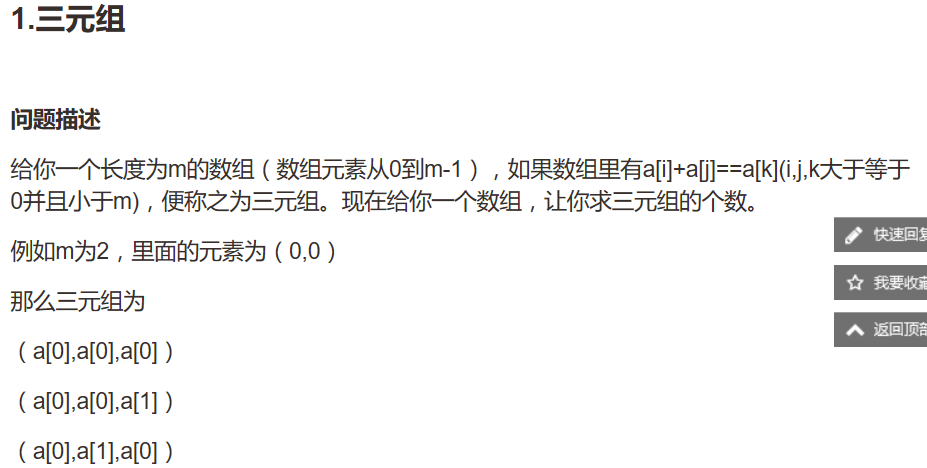 1.三元组
问题描述
给你一个长度为m的数组（数组元素从0到m-1），如果数组里有a[i]+a[j]==a[k](i,j,k大于等于
0并且小于m)，便称之为三元组。现在给你一个数组，让你求三元组的个数。
例如m为2，里面的元素为（0,0）
那么三元组为
（a[0],a[0],a[0]）
（a[0],a[0],a[1]）
（a[0],a[1],a[0]）
快速回复
我要收藏
返回顶部